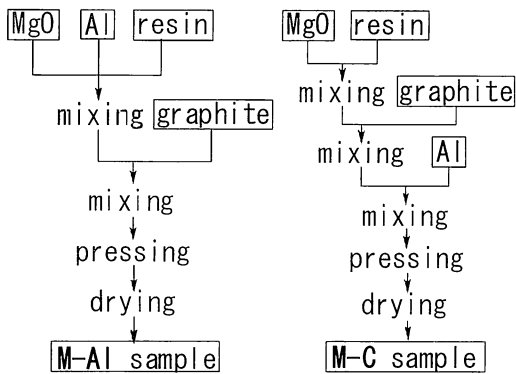 MgO Al resin
mixing graphite
mixing
pressing
drying
M-Al sample
MgO resin
mixing graphite
mixing Al
mixing
pressing
drying
M-C sample